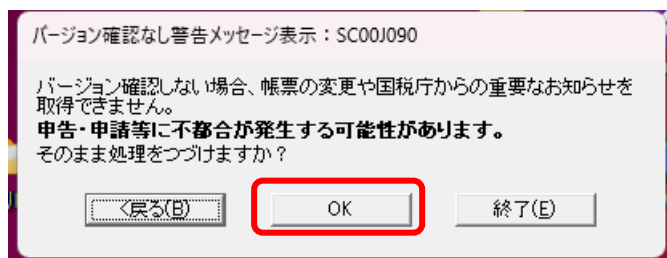 バージョン確認なし警告メッセージ表示：SC00J090
バージョン確認しない場合、帳票の変更や国税庁からの重要なお知らせを
取得できません。
申告・申請等に不都合が発生する可能性があります。
そのまま処理をつづけますか？
<戻る(B) OK 終了(E)